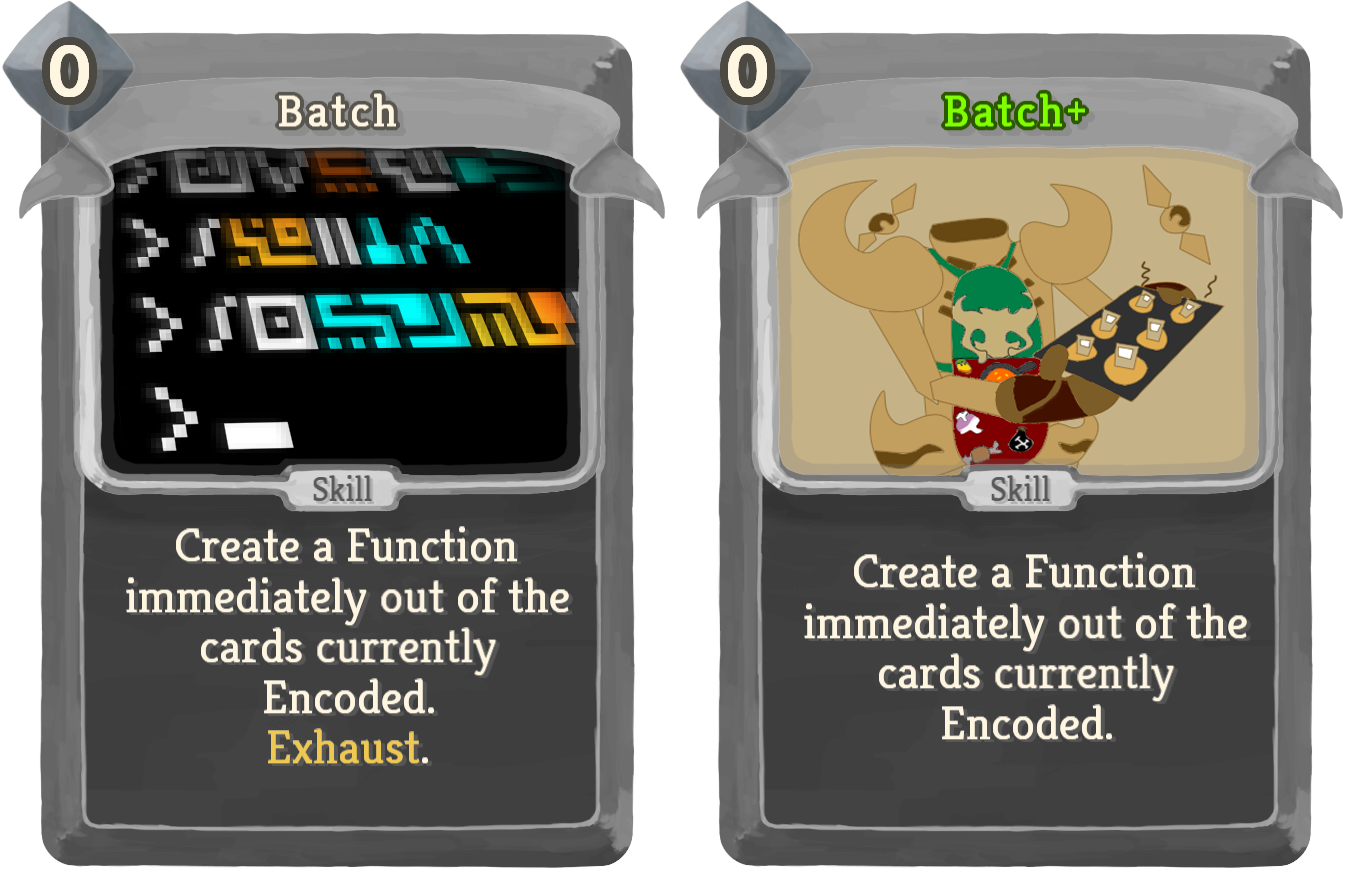 0
Batch
Skill
Create a Function
immediately out of the
cards currently
Encoded.
Exhaust.
0
Batch+
Skill
Create a Function
immediately out of the
cards currently
Encoded.